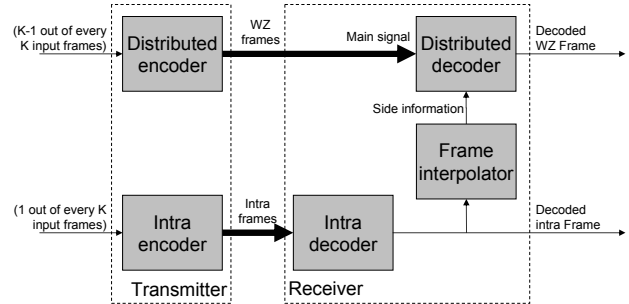 (K-1 out of every
K input frames)
Distributed
encoder
WZ
frames
Main signal
Distributed
decoder
Decoded
WZ Frame
Side information
Frame
interpolator
(1 out of every K
input frames)
Intra
encoder
Intra
frames
Intra
decoder
Decoded
intra Frame
Transmitter
Receiver